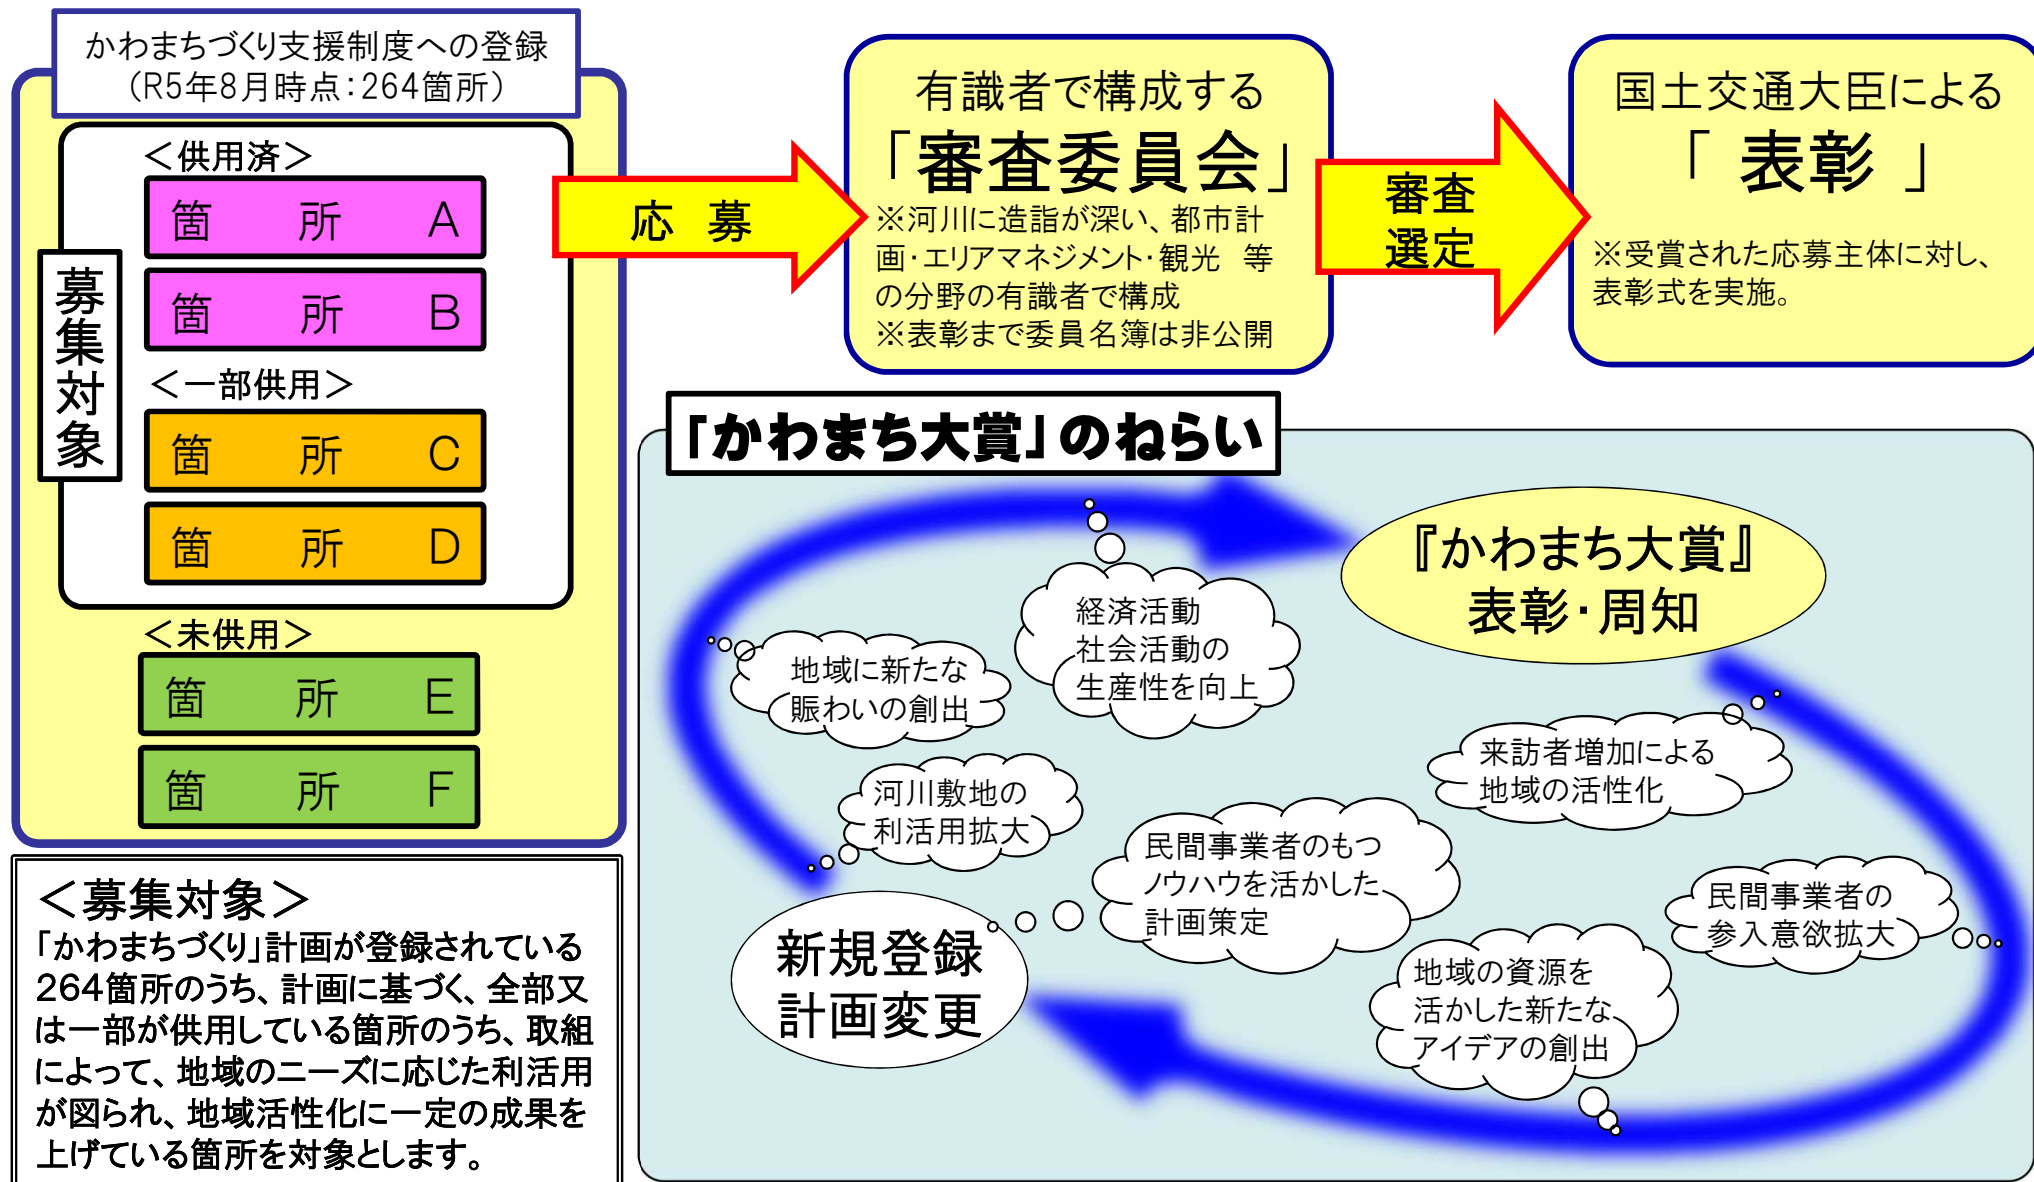 かわまちづくり支援制度への登録
（R5年8月時点：264箇所）
募集対象
＜供用済＞
箇　所　A
箇　所　B
＜一部供用＞
箇　所　C
箇　所　D
＜未供用＞
箇　所　E
箇　所　F
応 募
有識者で構成する
「審査委員会」
※河川に造詣が深い、都市計
画・エリアマネジメント・観光　等
の分野の有識者で構成
※表彰まで委員名簿は非公開
審査
選定
国土交通大臣による
「 表彰 」
※受賞された応募主体に対し、
表彰式を実施。
＜募集対象＞
「かわまちづくり」計画が登録されている
264箇所のうち、計画に基づく、全部又
は一部が供用している箇所のうち、取組
によって、地域のニーズに応じた利活用
が図られ、地域活性化に一定の成果を
上げている箇所を対象とします。
「かわまち大賞」のねらい
『かわまち大賞』
表彰・周知
来訪者増加による
地域の活性化
民間事業者の
参入意欲拡大
地域の資源を
活かした新たな
アイデアの創出
民間事業者のもつ
ノウハウを活かした
計画策定
新規登録
計画変更
河川敷地の
利活用拡大
地域に新たな
賑わいの創出
経済活動
社会活動の
生産性を向上